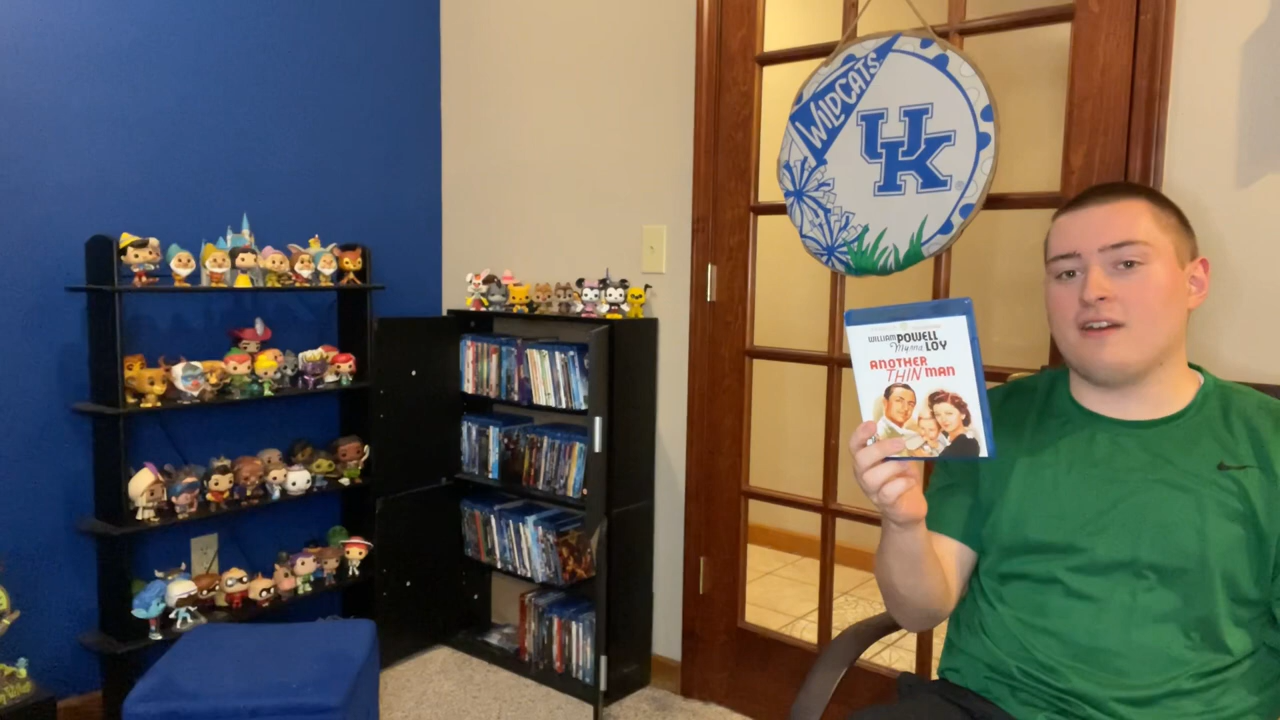 WILDCATS
UK
®
WILLIAM POWELL
Myrna LOY
ANOTHER
THIN MAN